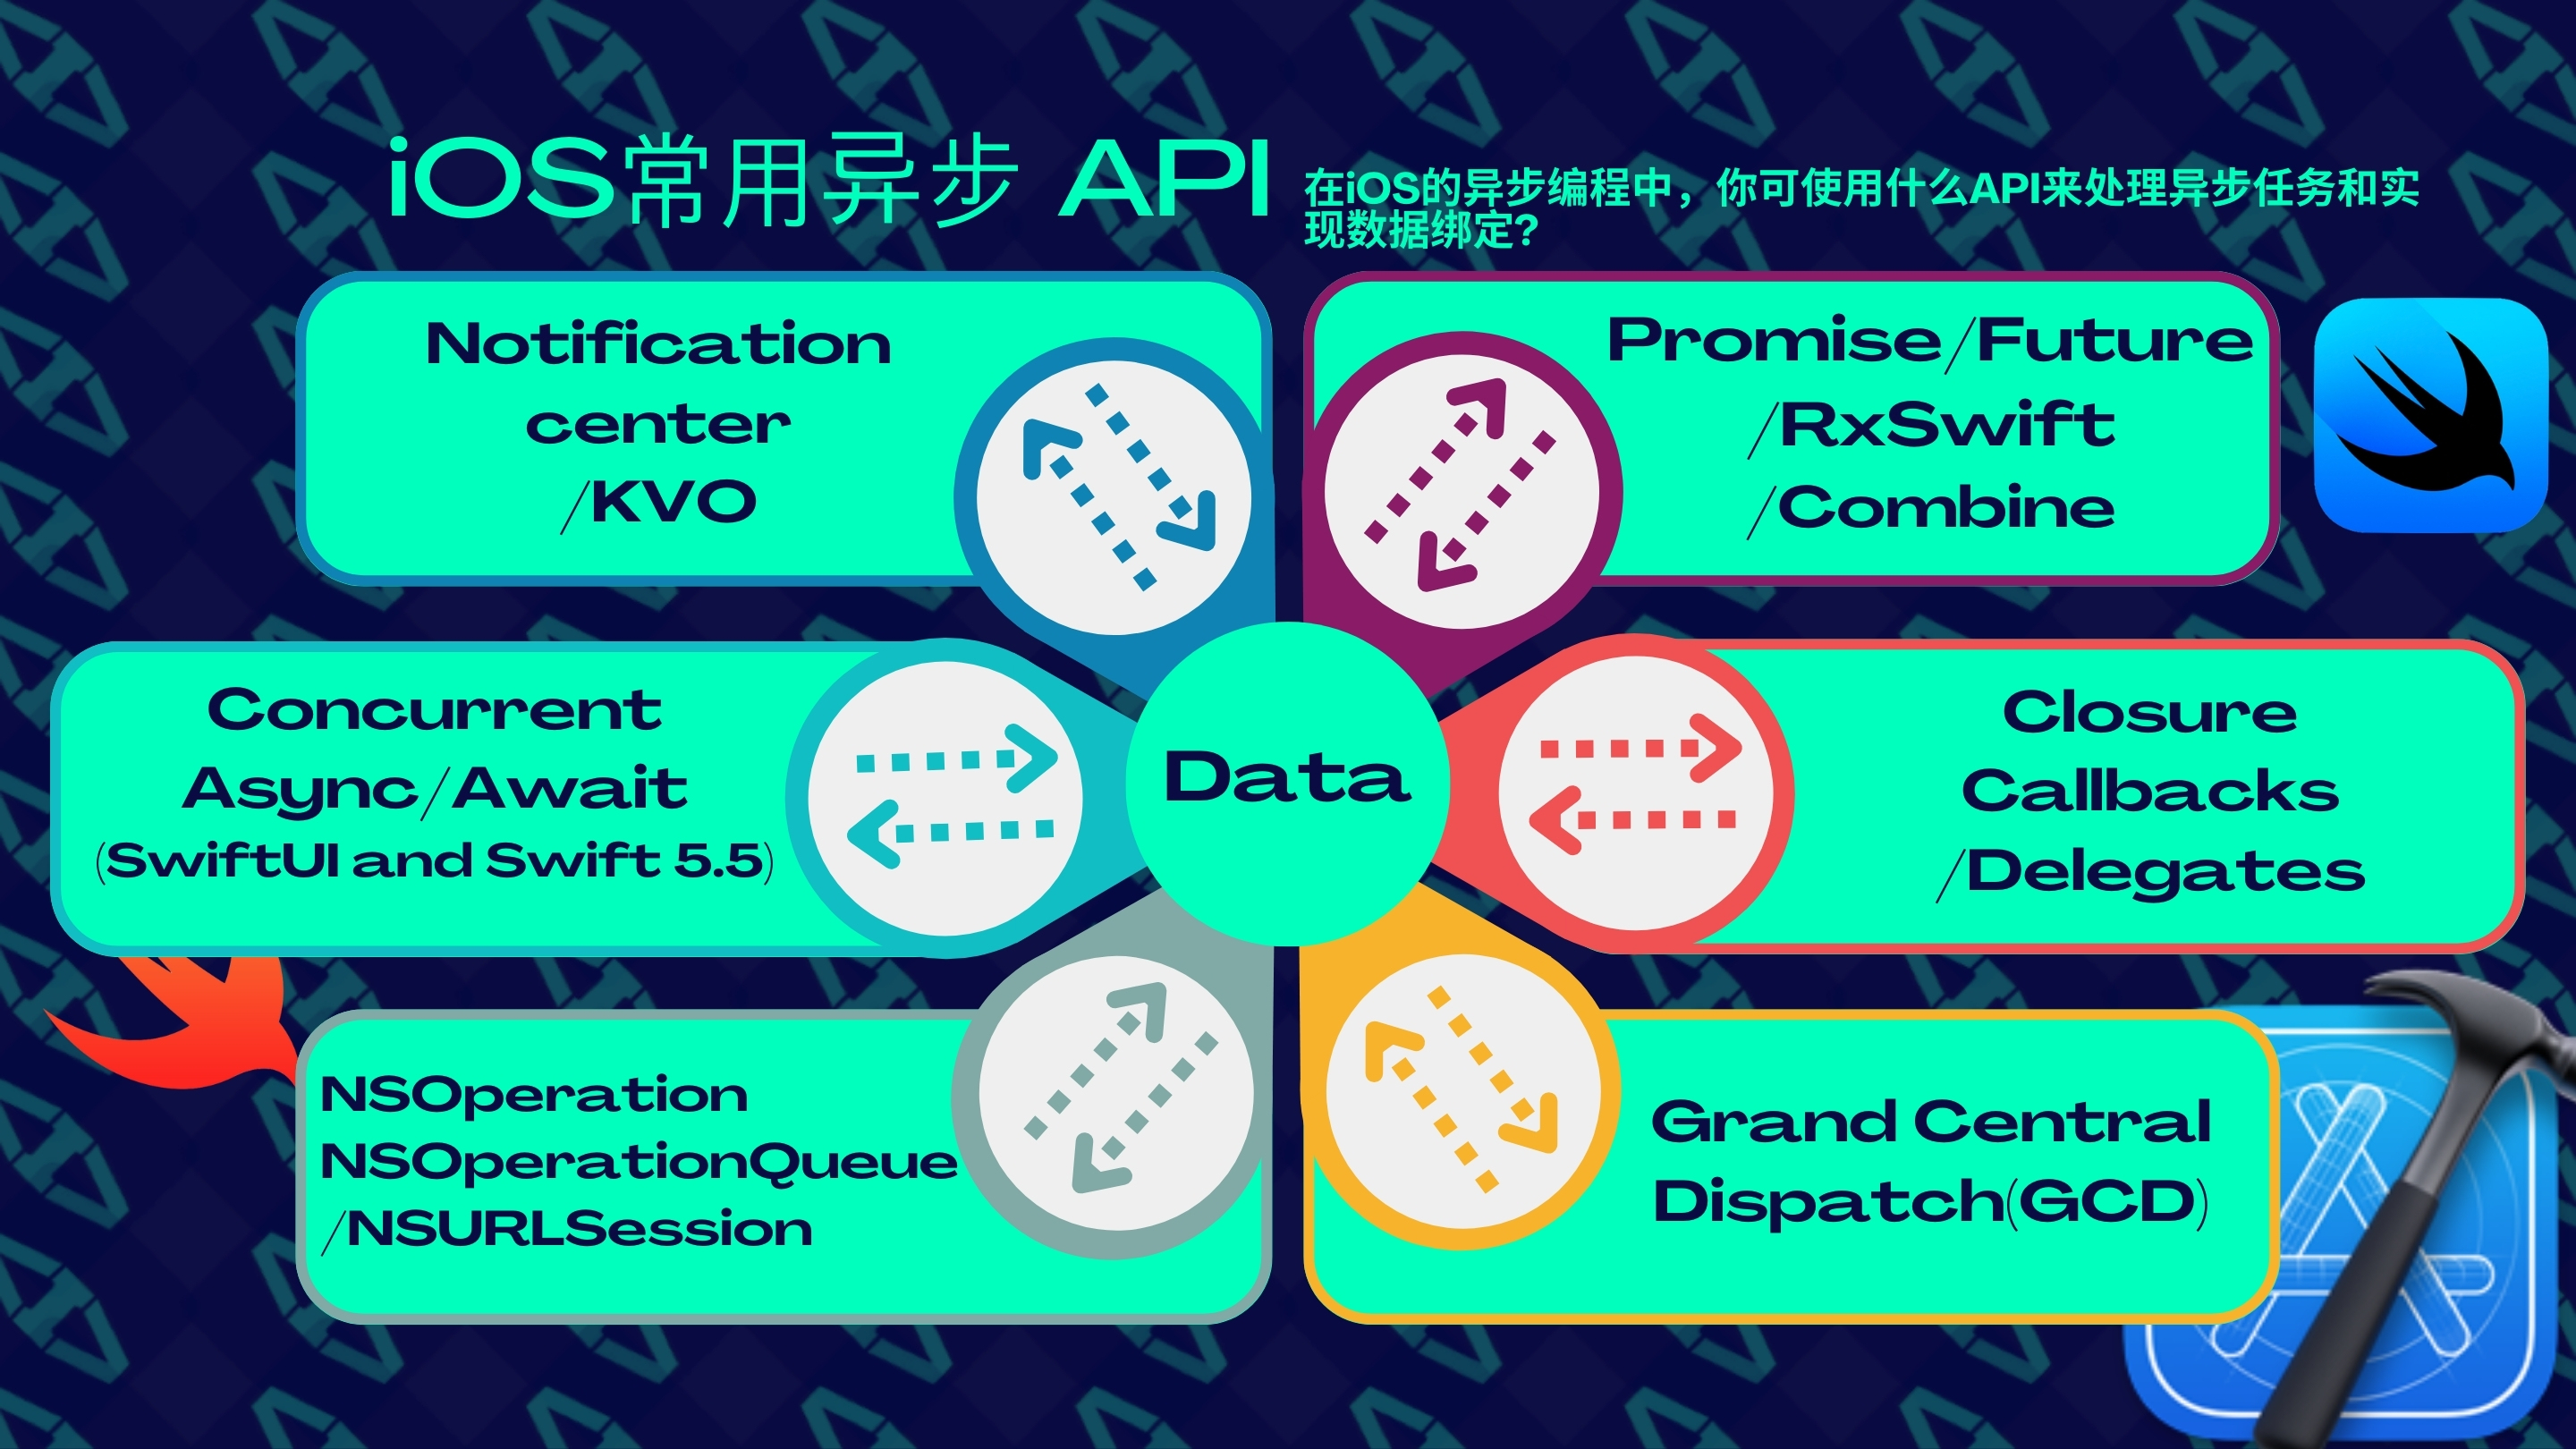 iOS常用异步 API
在iOS的异步编程中，你可使用什么API来处理异步任务和实
现数据绑定?
Notification
center
/KVO
Promise/Future
/RxSwift
/Combine
Concurrent
Async/Await
(SwiftUI and Swift 5.5)
Data
Closure
Callbacks
/Delegates
NSOperation
NSOperationQueue
/NSURLSession
Grand Central
Dispatch(GCD)